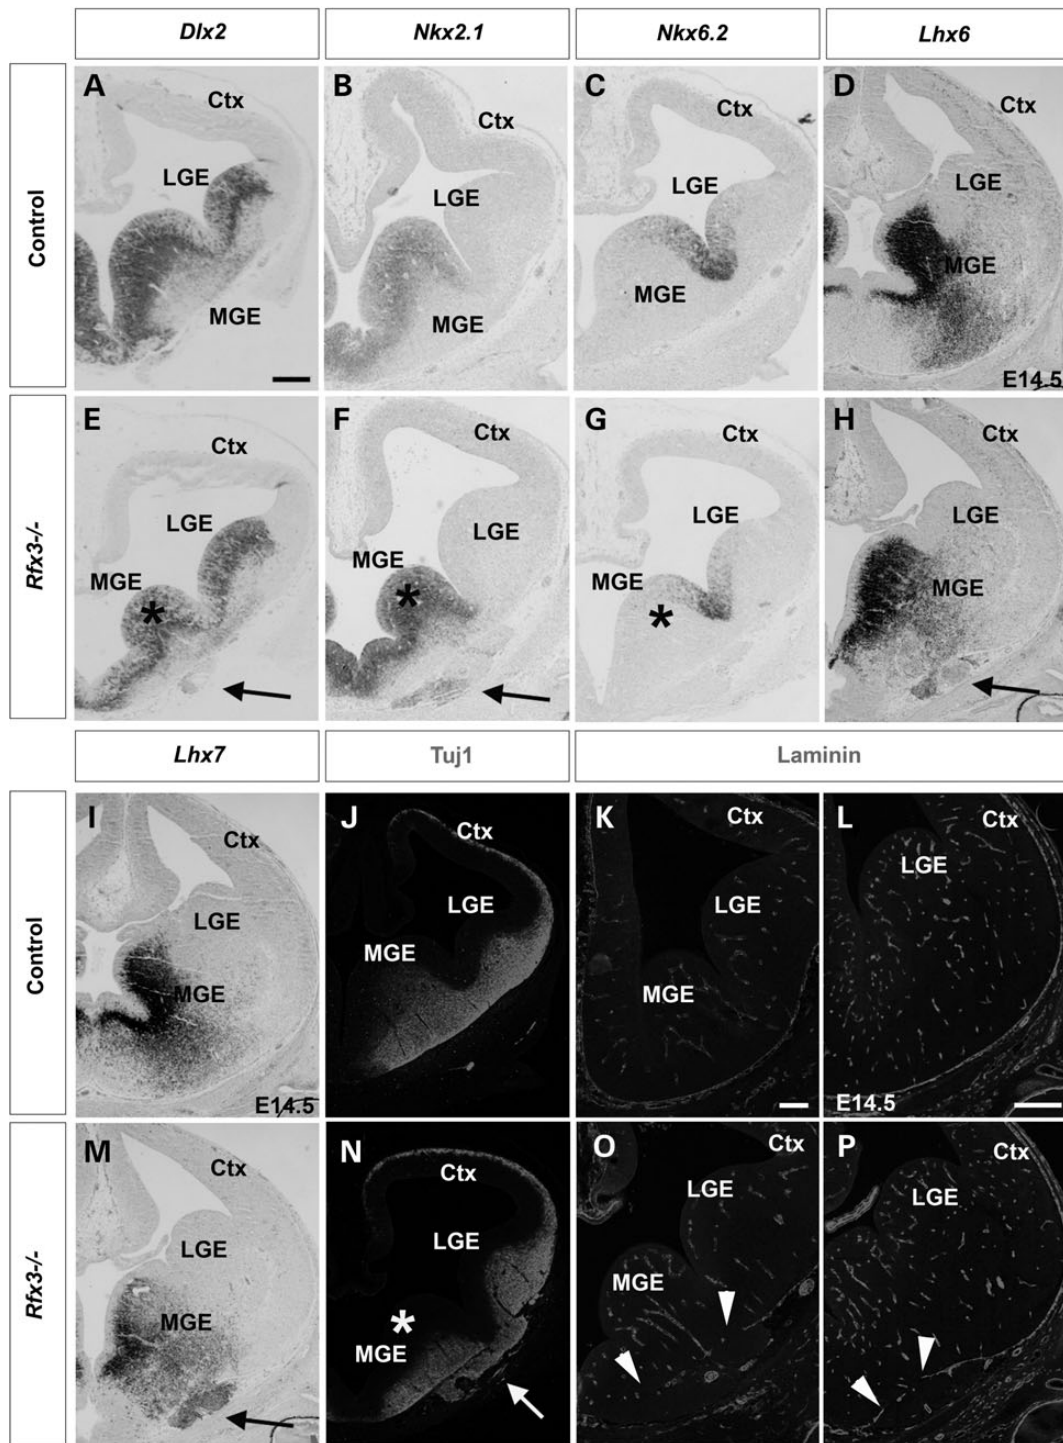 Dlx2 Nkx2.1 Nkx6.2 Lhx6
Control
A Ctx LGE MGE
B Ctx LGE MGE
C LGE MGE
D Ctx LGE MGE E14.5
Rfx3-/-
E Ctx LGE MGE *
F Ctx LGE MGE *
G Ctx LGE MGE *
H Ctx LGE MGE
Lhx7 Tuj1 Laminin
Control
I Ctx LGE MGE E14.5
J Ctx LGE MGE
K Ctx LGE MGE
L Ctx LGE E14.5
Rfx3-/-
M Ctx LGE MGE
N Ctx LGE * MGE
O Ctx LGE MGE
P Ctx LGE